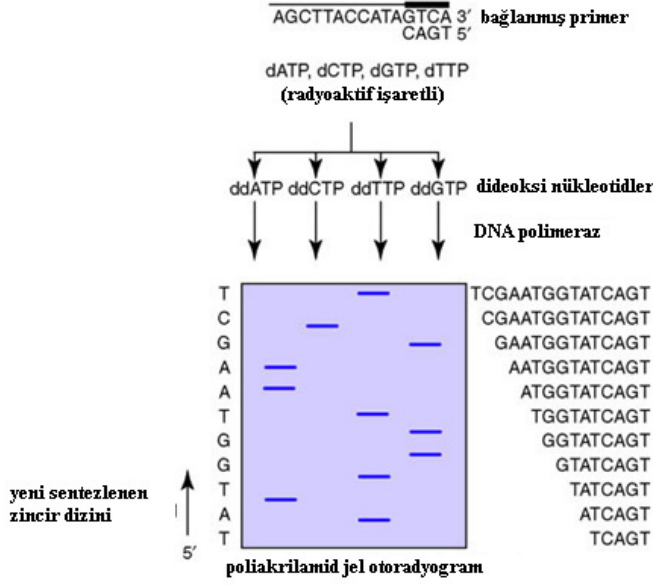 AGCTTACCATAGTCA 3′ bağlanmış primer
CAGT 5′
dATP, dCTP, dGTP, dTTP
(radyoaktif işaretli)
ddATP ddCTP ddTTP ddGTP dideoksi nükleotidler
DNA polimeraz
T TCGAATGGTATCAGT
C CGAATGGTATCAGT
G GAATGGTATCAGT
A AATGGTATCAGT
A ATGGTATCAGT
T TGGTATCAGT
G GGTATCAGT
G GTATCAGT
T TATCAGT
A ATCAGT
T TCAGT
yeni sentezlenen
zincir dizini
5′
poliakrilamid jel otoradyogram